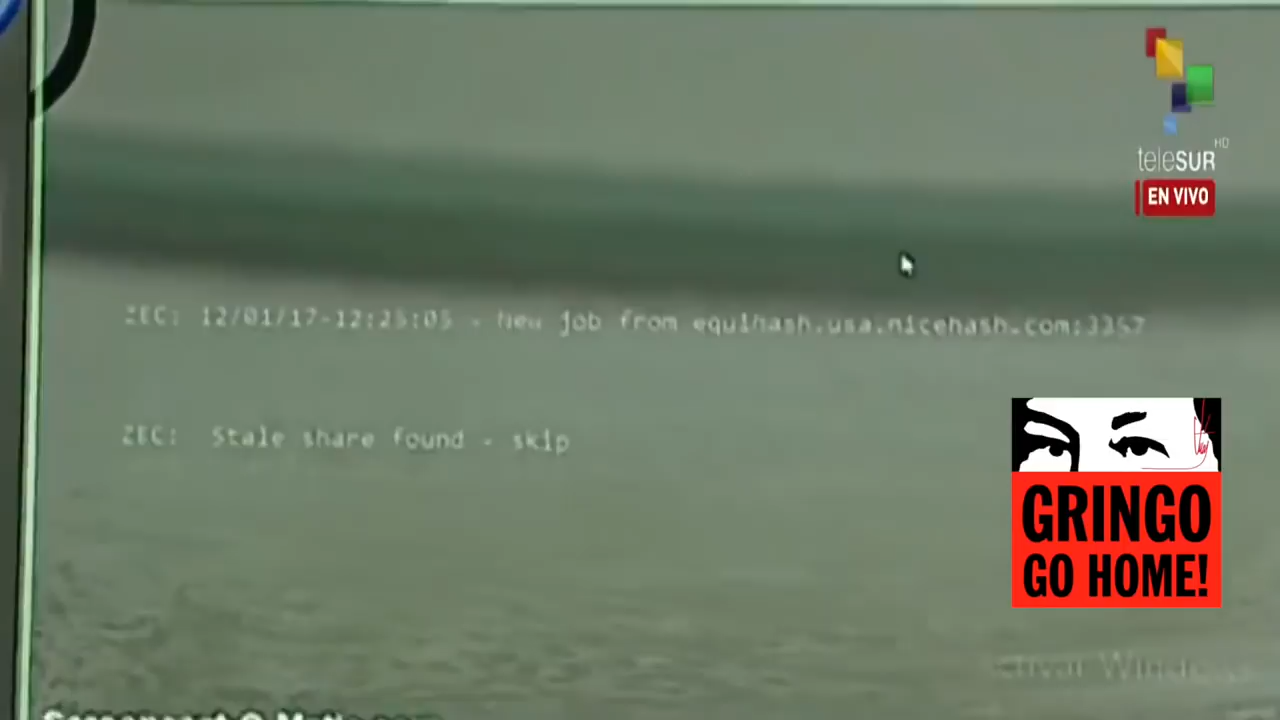 teleSUR HD
EN VIVO
ZEC: 12/01/17-12:25:05 - New job from equihash.usa.nicehash.com:3357
ZEC: Stale share found - skip
GRINGO
GO HOME!